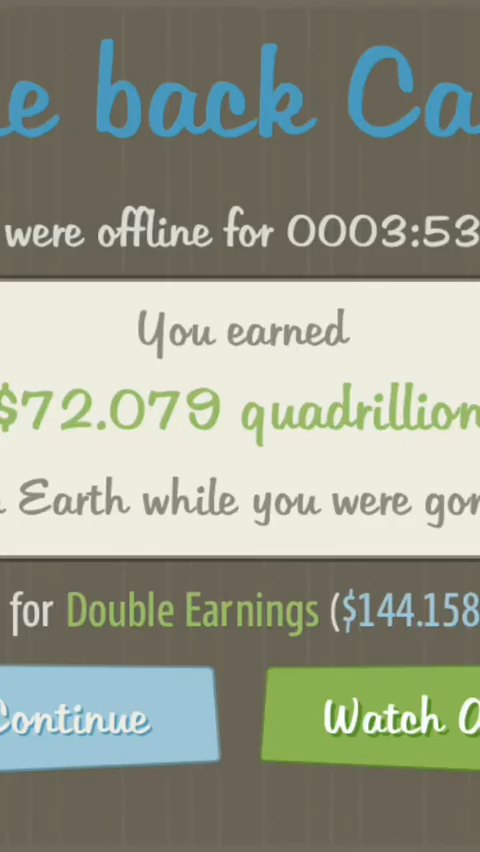 e back Ca
were offline for 0003:53
You earned
$72.079 quadrillion
Earth while you were gon
for Double Earnings ($144.158
Continue
Watch